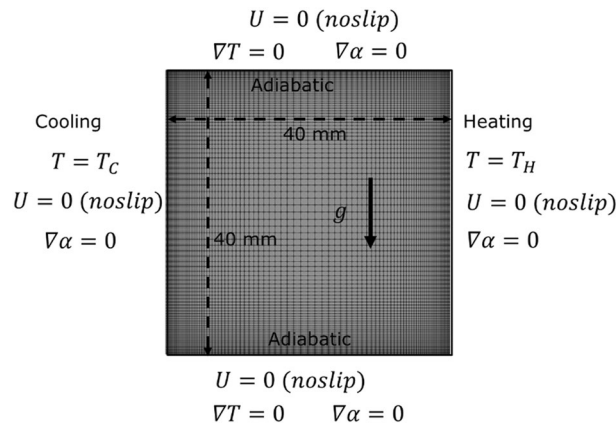 U = 0 (noslip)
∇T = 0 ∇α = 0
Adiabatic
Cooling
Heating
40 mm
T = T_C
T = T_H
U = 0 (noslip)
U = 0 (noslip)
g
∇α = 0
40 mm
∇α = 0
Adiabatic
U = 0 (noslip)
∇T = 0 ∇α = 0